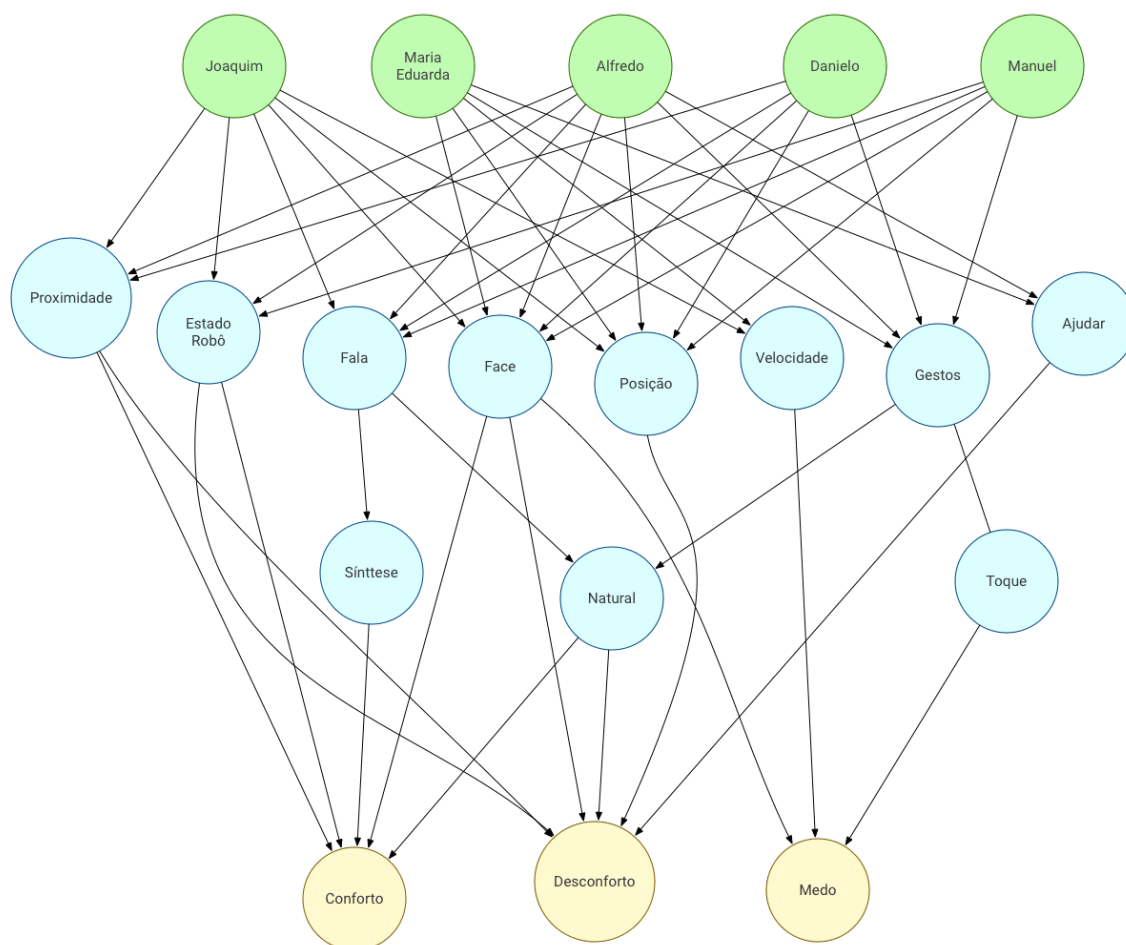 Joaquim
Maria
Eduarda
Alfredo
Danielo
Manuel
Proximidade
Estado
Robô
Fala
Face
Posição
Velocidade
Gestos
Ajudar
Sínttese
Natural
Toque
Conforto
Desconforto
Medo